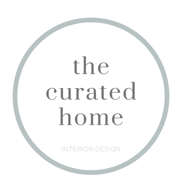 the
curated
home
INTERIOR DESIGN